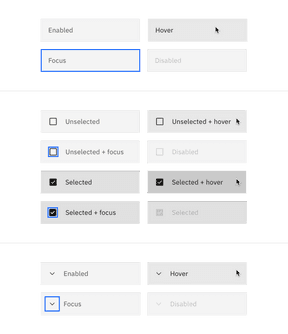 Enabled
Hover
Focus
Disabled
Unselected
Unselected + hover
Unselected + focus
Disabled
Selected
Selected + hover
Selected + focus
Selected
Enabled
Hover
Focus
Disabled